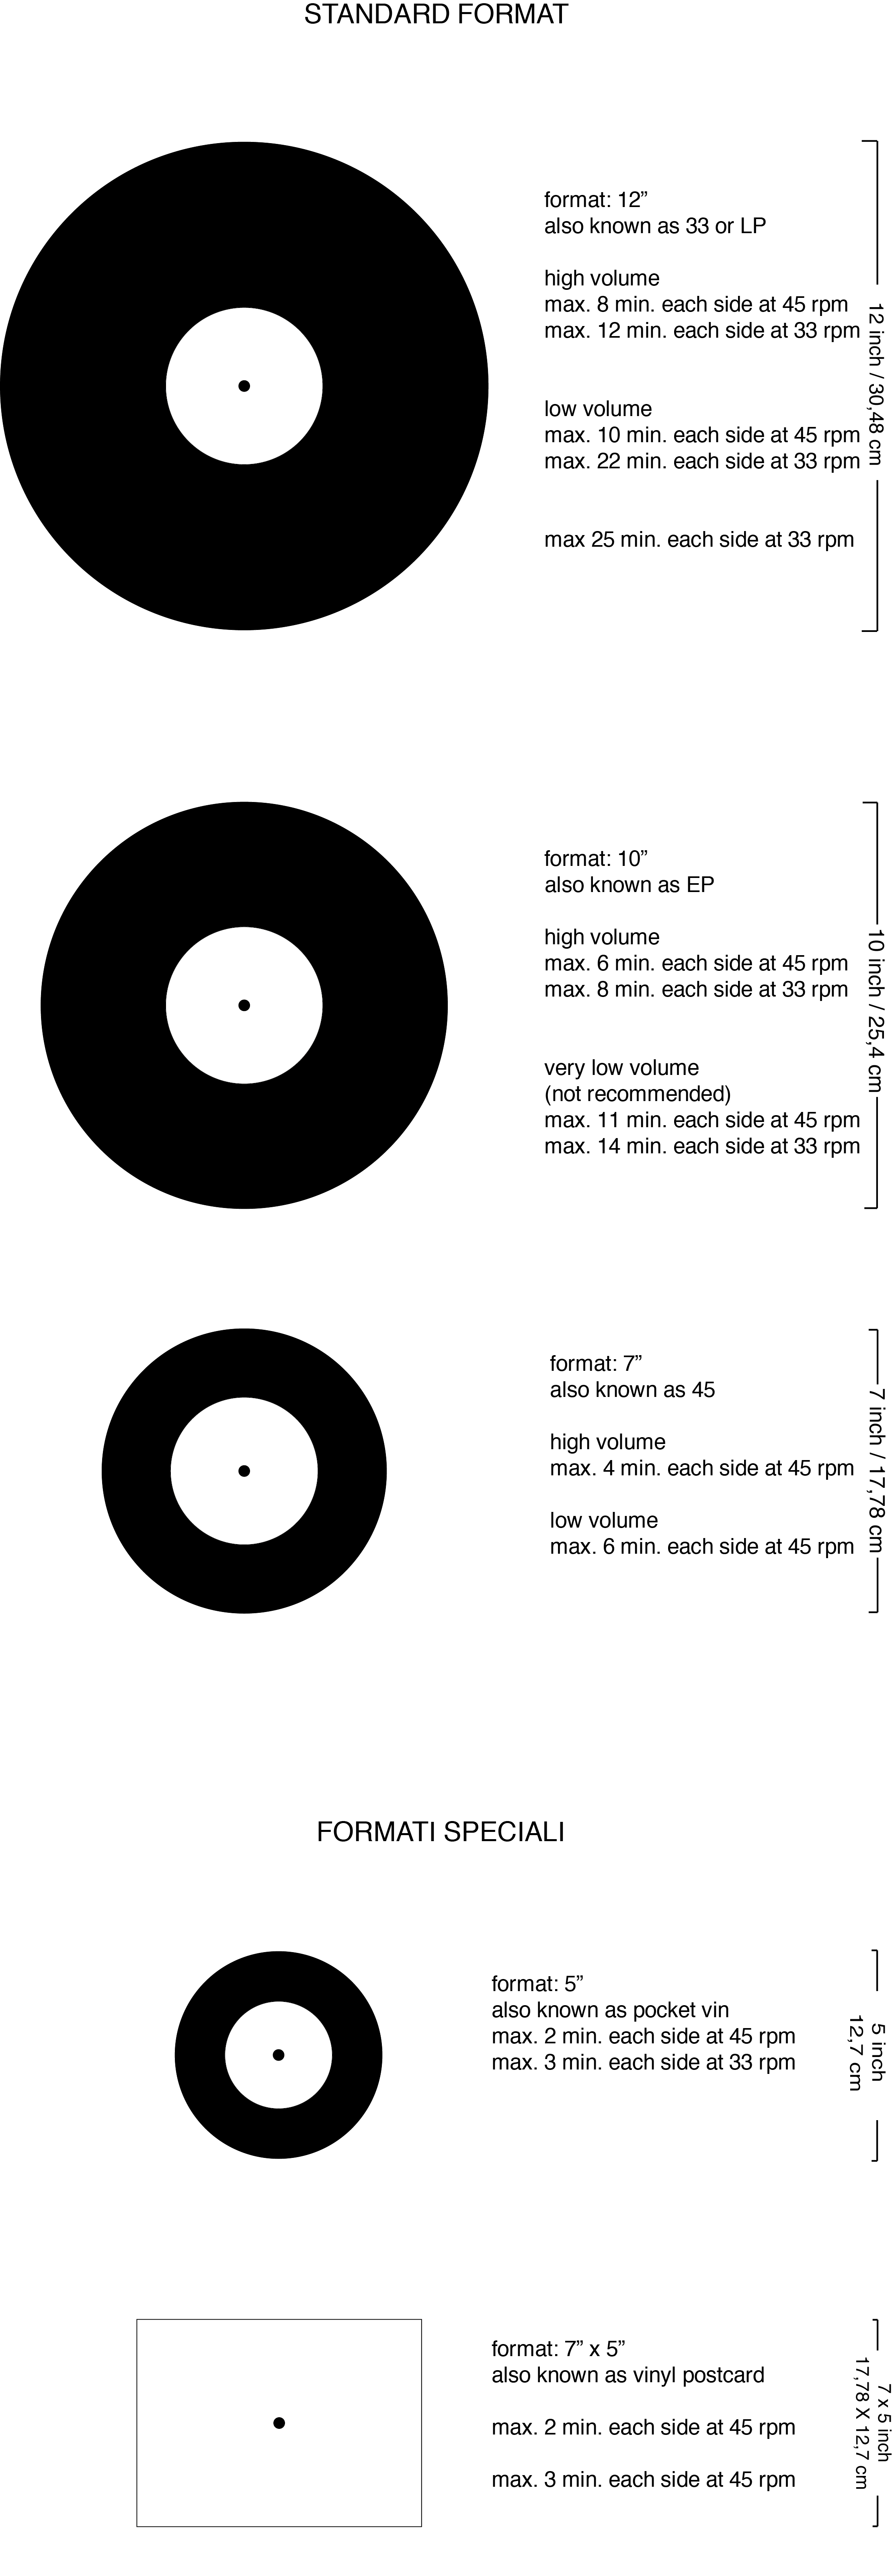 STANDARD FORMAT
format: 12”
also known as 33 or LP
high volume
max. 8 min. each side at 45 rpm
max. 12 min. each side at 33 rpm
low volume
max. 10 min. each side at 45 rpm
max. 22 min. each side at 33 rpm
max 25 min. each side at 33 rpm
12 inch / 30,48 cm
format: 10”
also known as EP
high volume
max. 6 min. each side at 45 rpm
max. 8 min. each side at 33 rpm
very low volume
(not recommended)
max. 11 min. each side at 45 rpm
max. 14 min. each side at 33 rpm
10 inch / 25,4 cm
format: 7”
also known as 45
high volume
max. 4 min. each side at 45 rpm
low volume
max. 6 min. each side at 45 rpm
7 inch / 17,78 cm
FORMATI SPECIALI
format: 5”
also known as pocket vin
max. 2 min. each side at 45 rpm
max. 3 min. each side at 33 rpm
5 inch
12,7 cm
format: 7” x 5”
also known as vinyl postcard
max. 2 min. each side at 45 rpm
max. 3 min. each side at 45 rpm
7 x 5 inch
17,78 X 12,7 cm